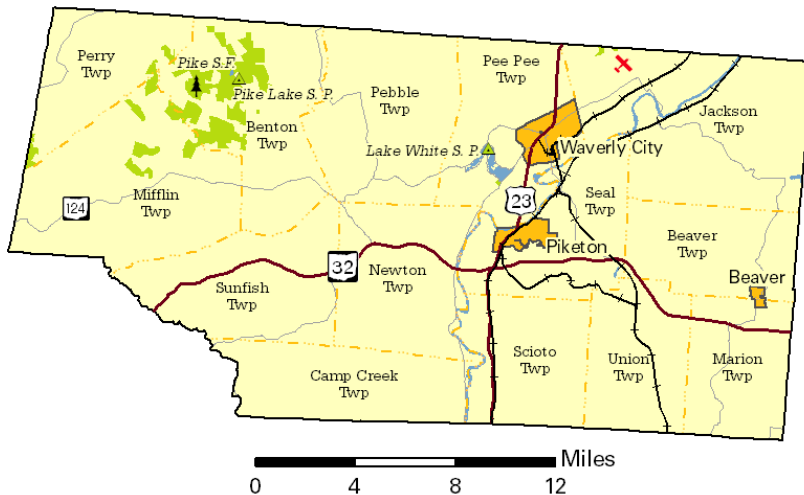 Perry
Twp
Pike S.F.
Pike Lake S. P.
Benton
Twp
Pebble
Twp
Pee Pee
Twp
Jackson
Twp
Lake White S. P.
Waverly City
Mifflin
Twp
124
23
Seal
Twp
Piketon
Beaver
Twp
Beaver
32
Sunfish
Twp
Newton
Twp
Camp Creek
Twp
Scioto
Twp
Union
Twp
Marion
Twp
Miles
0 4 8 12